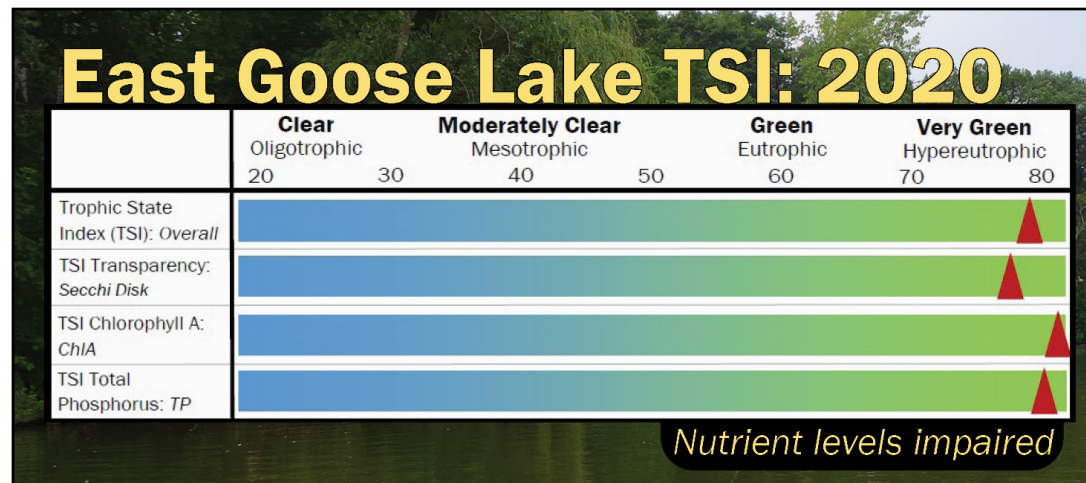 East Goose Lake TSI: 2020
Clear
Moderately Clear
Green
Very Green
Oligotrophic
Mesotrophic
Eutrophic
Hypereutrophic
20 30 40 50 60 70 80
Trophic State
Index (TSI): Overall
TSI Transparency:
Secchi Disk
TSI Chlorophyll A:
ChlA
TSI Total
Phosphorus: TP
Nutrient levels impaired